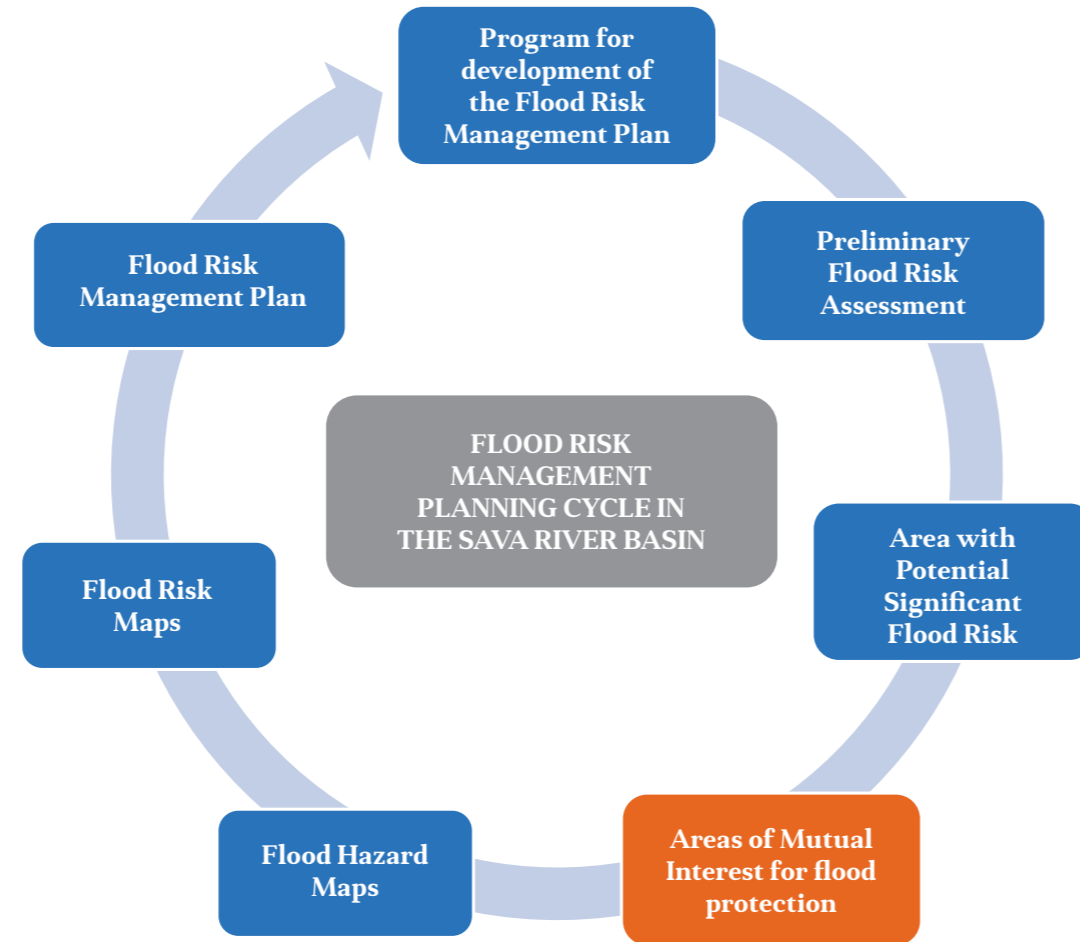 Program for
development of
the Flood Risk
Management Plan
Preliminary
Flood Risk
Assessment
Area with
Potential
Significant
Flood Risk
Areas of Mutual
Interest for flood
protection
Flood Hazard
Maps
Flood Risk
Maps
Flood Risk
Management Plan
FLOOD RISK
MANAGEMENT
PLANNING CYCLE IN
THE SAVA RIVER BASIN